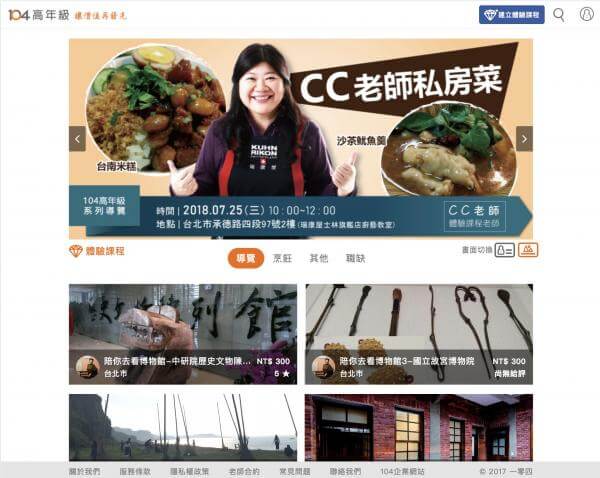 104高年級 讓價值再發光
建立體驗課程
CC老師私房菜
台南米糕
KUHN
RIKON
瑞康屋
沙茶魷魚羹
104高年級
系列導覽
時間 | 2018.07.25(三) 10:00~12:00
地點 | 台北市承德路四段97號2樓 (瑞康屋士林旗艦店廚藝教室)
CC老師
體驗課程老師
體驗課程
導覽 烹飪 其他 職缺
畫面切換
列館
陪你去看博物館-中研院歷史文物陳... NT$ 300
台北市 5 ★
陪你去看博物館3-國立故宮博物院 NT$ 300
台北市 尚無給評
關於我們 服務條款 隱私權政策 老師合約 常見問題 聯絡我們 104企業網站 © 2017 一零四